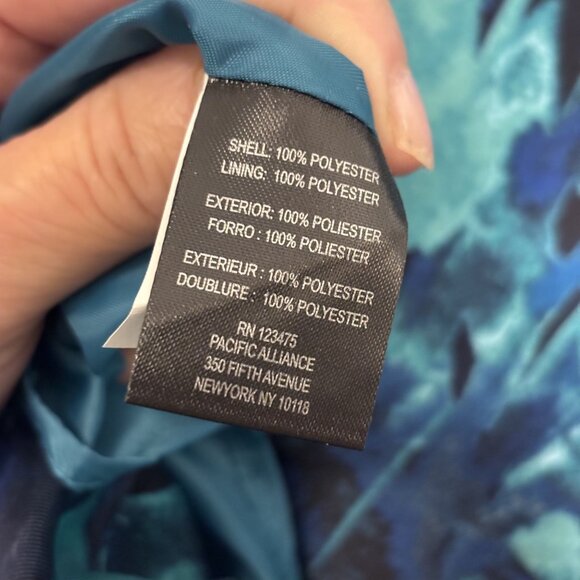 SHELL: 100% POLYESTER
LINING: 100% POLYESTER
EXTERIOR: 100% POLIESTER
FORRO : 100% POLIESTER
EXTERIEUR : 100% POLYESTER
DOUBLURE : 100% POLYESTER
RN 123475
PACIFIC ALLIANCE
350 FIFTH AVENUE
NEWYORK NY 10118